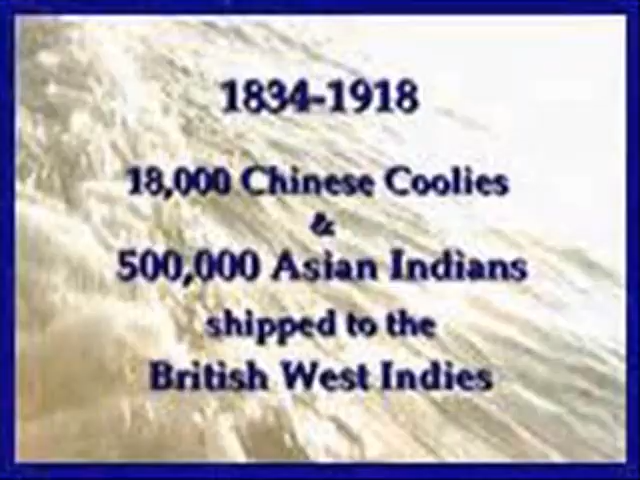 1834-1918
18,000 Chinese Coolies
&
500,000 Asian Indians
shipped to the
British West Indies